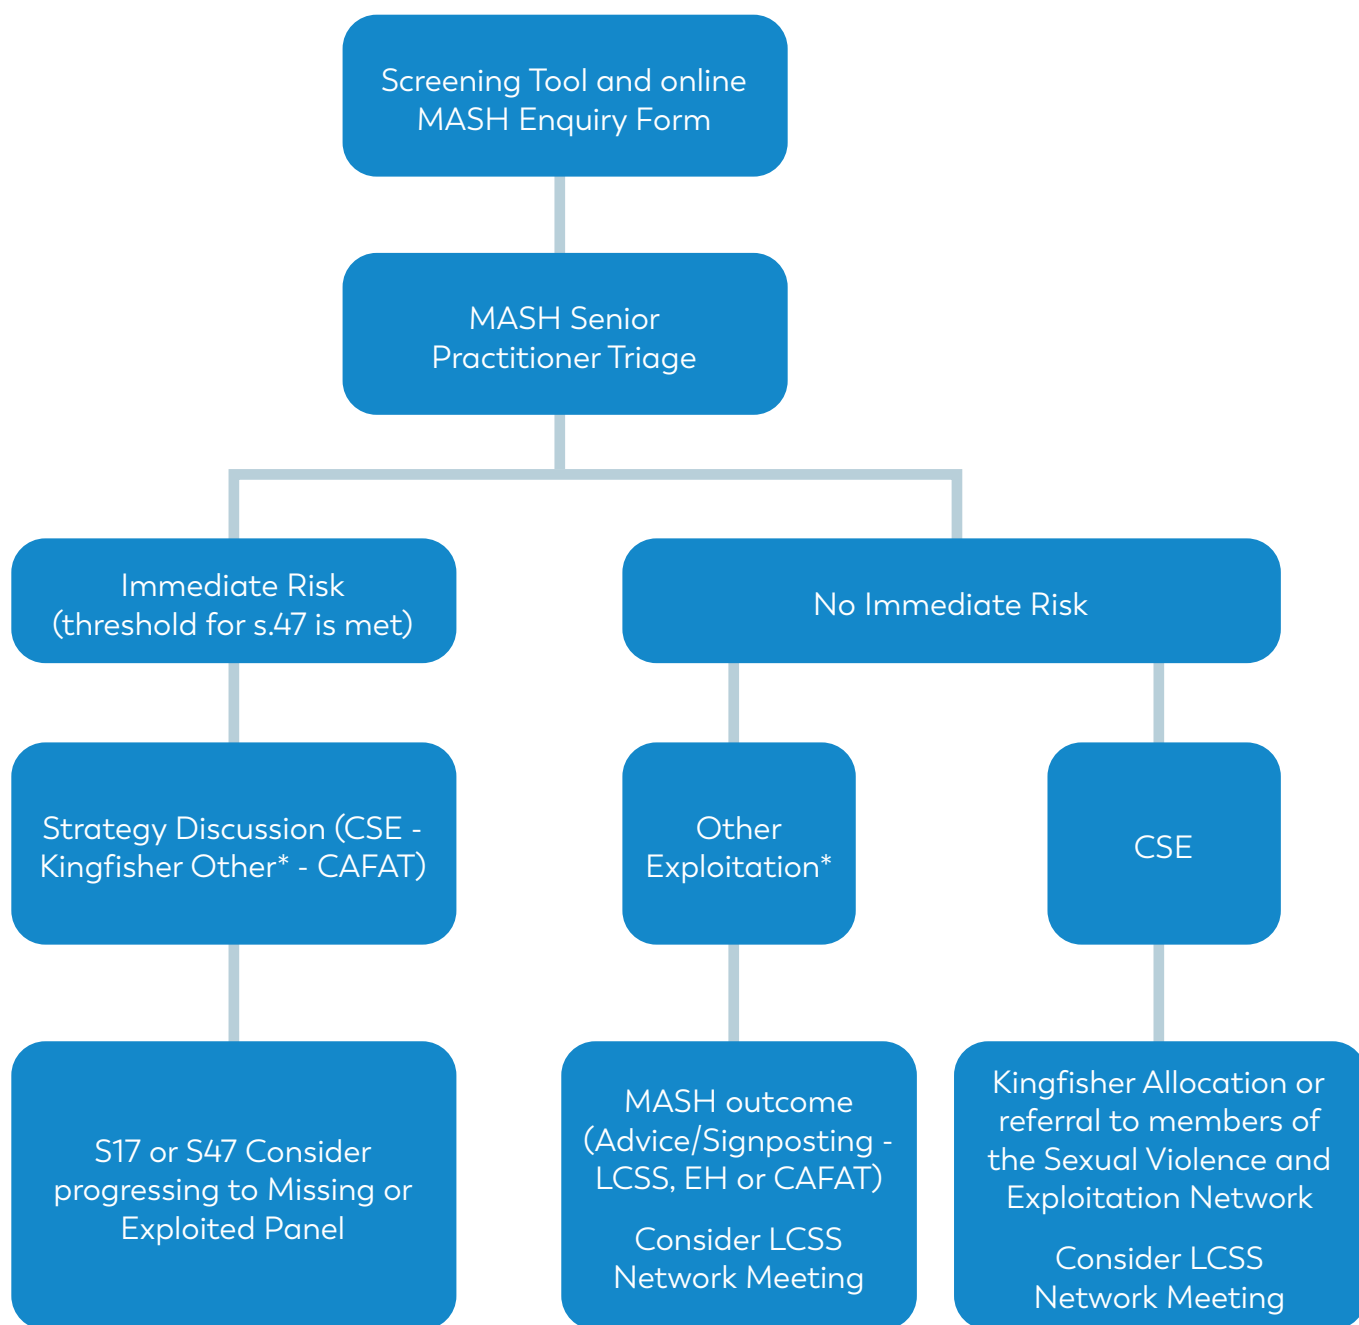 Screening Tool and online
MASH Enquiry Form
MASH Senior
Practitioner Triage
Immediate Risk
(threshold for s.47 is met)
No Immediate Risk
Strategy Discussion (CSE -
Kingfisher Other* - CAFAT)
Other
Exploitation*
CSE
S17 or S47 Consider
progressing to Missing or
Exploited Panel
MASH outcome
(Advice/Signposting -
LCSS, EH or CAFAT)
Consider LCSS
Network Meeting
Kingfisher Allocation or
referral to members of
the Sexual Violence and
Exploitation Network
Consider LCSS
Network Meeting